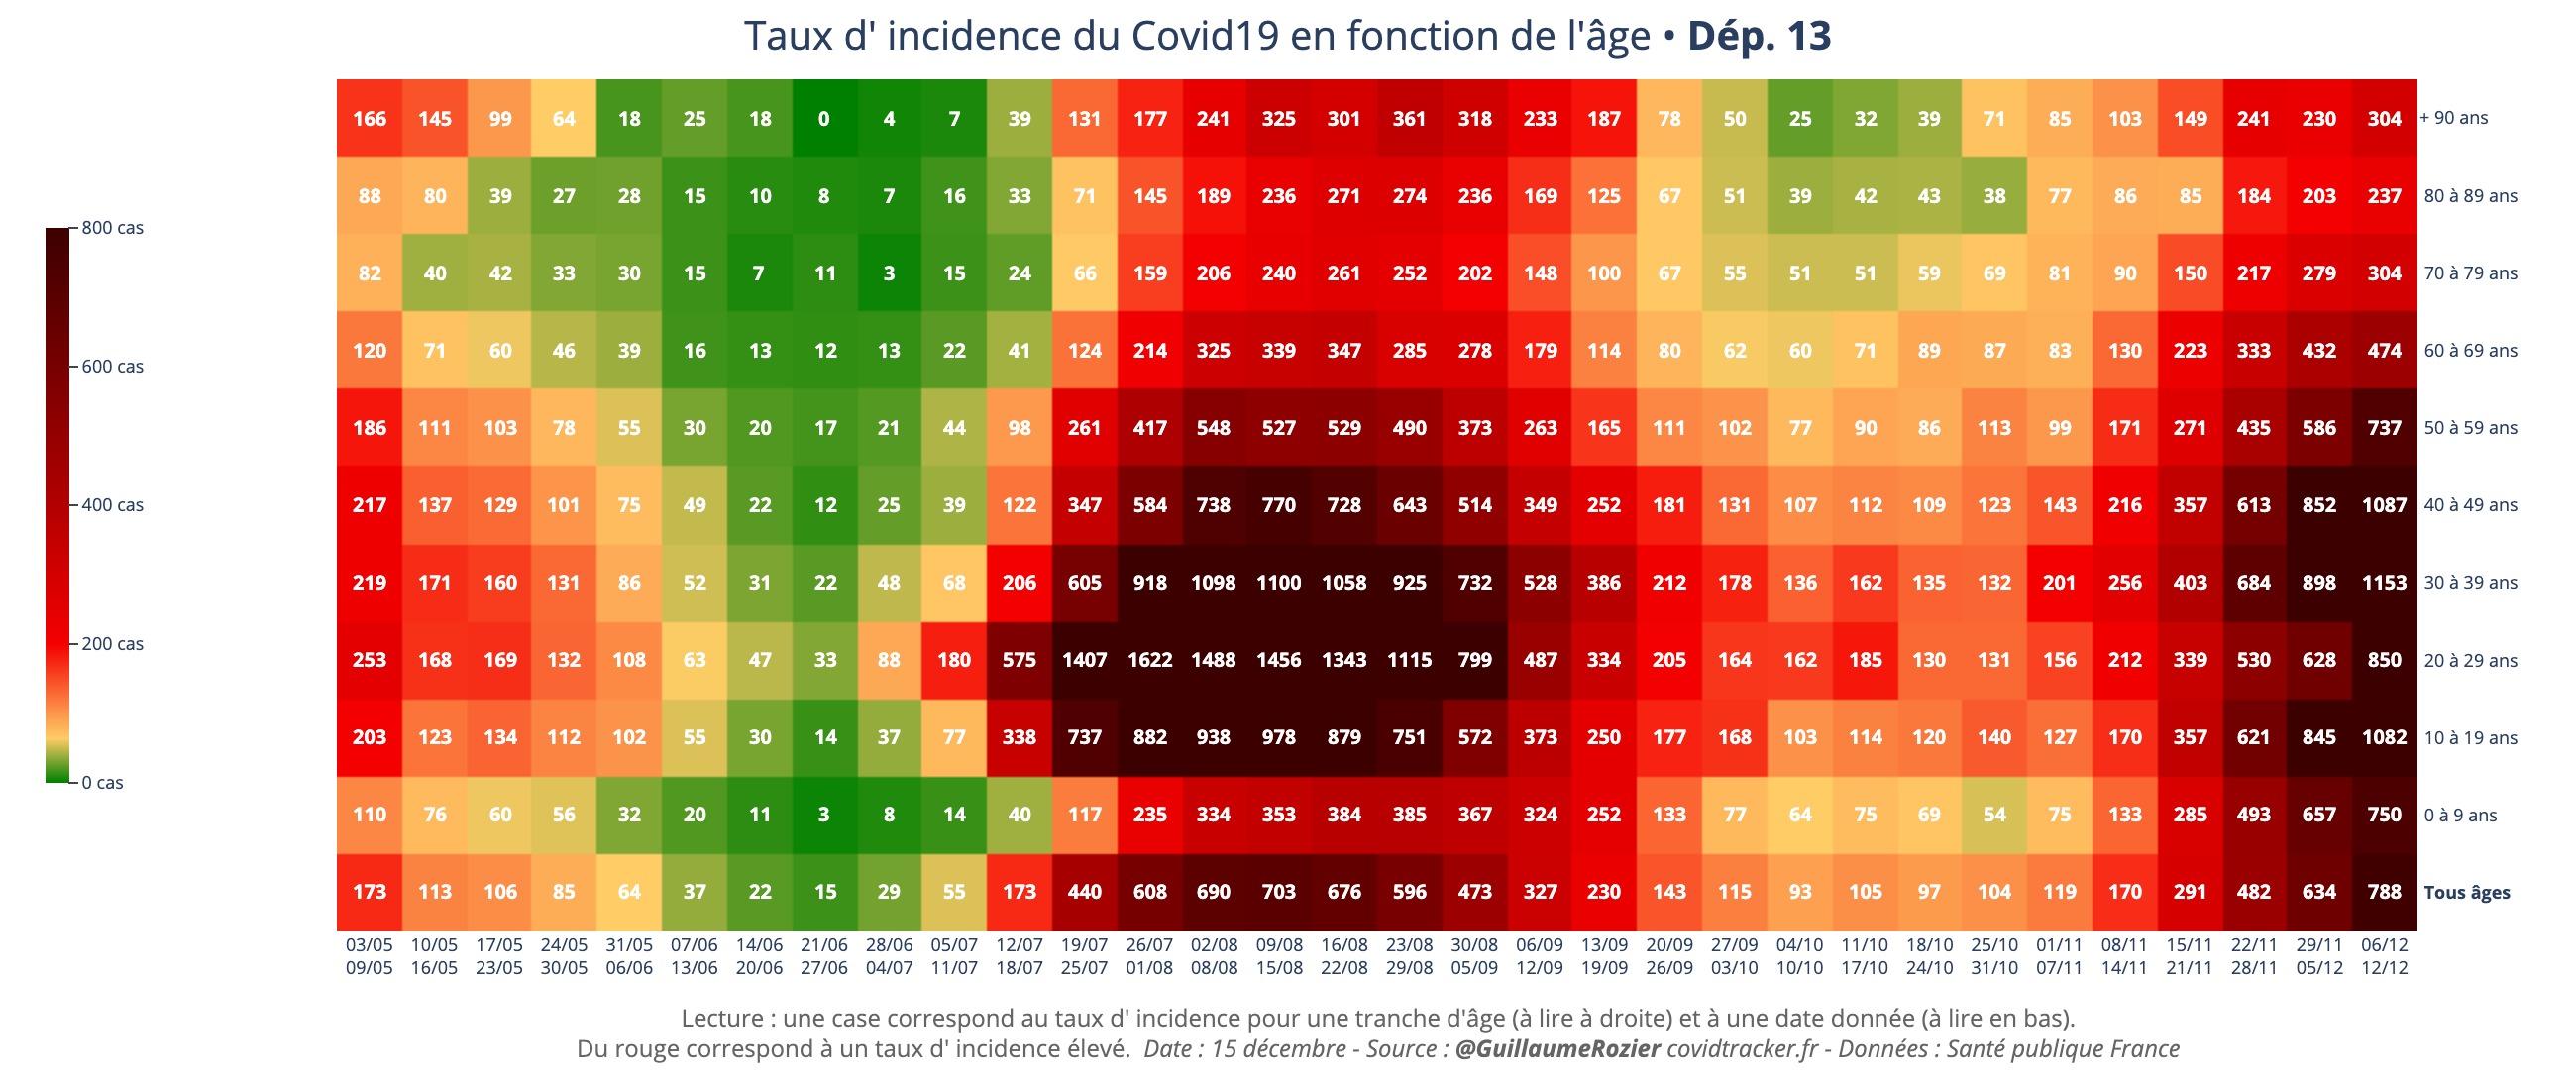 Taux d' incidence du Covid19 en fonction de l'âge • Dép. 13
166 145 99 64 18 25 18 0 4 7 39 131 177 241 325 301 361 318 233 187 78 50 25 32 39 71 85 103 149 241 230 304 + 90 ans
88 80 39 27 28 15 10 8 7 16 33 71 145 189 236 271 274 236 169 125 67 51 39 42 43 38 77 86 85 184 203 237 80 à 89 ans
82 40 42 33 30 15 7 11 3 15 24 66 159 206 240 261 252 202 148 100 67 55 51 51 59 69 81 90 150 217 279 304 70 à 79 ans
120 71 60 46 39 16 13 12 13 22 41 124 214 325 339 347 285 278 179 114 80 62 60 71 89 87 83 130 223 333 432 474 60 à 69 ans
186 111 103 78 55 30 20 17 21 44 98 261 417 548 527 529 490 373 263 165 111 102 77 90 86 113 99 171 271 435 586 737 50 à 59 ans
217 137 129 101 75 49 22 12 25 39 122 347 584 738 770 728 643 514 349 252 181 131 107 112 109 123 143 216 357 613 852 1087 40 à 49 ans
219 171 160 131 86 52 31 22 48 68 206 605 918 1098 1100 1058 925 732 528 386 212 178 136 162 135 132 201 256 403 684 898 1153 30 à 39 ans
253 168 169 132 108 63 47 33 88 180 575 1407 1622 1488 1456 1343 1115 799 487 334 205 164 162 185 130 131 156 212 339 530 628 850 20 à 29 ans
203 123 134 112 102 55 30 14 37 77 338 737 882 938 978 879 751 572 373 250 177 168 103 114 120 140 127 170 357 621 845 1082 10 à 19 ans
110 76 60 56 32 20 11 3 8 14 40 117 235 334 353 384 385 367 324 252 133 77 64 75 69 54 75 133 285 493 657 750 0 à 9 ans
173 113 106 85 64 37 22 15 29 55 173 440 608 690 703 676 596 473 327 230 143 115 93 105 97 104 119 170 291 482 634 788 Tous âges
03/05 10/05 17/05 24/05 31/05 07/06 14/06 21/06 28/06 05/07 12/07 19/07 26/07 02/08 09/08 16/08 23/08 30/08 06/09 13/09 20/09 27/09 04/10 11/10 18/10 25/10 01/11 08/11 15/11 22/11 29/11 06/12
09/05 16/05 23/05 30/05 06/06 13/06 20/06 27/06 04/07 11/07 18/07 25/07 01/08 08/08 15/08 22/08 29/08 05/09 12/09 19/09 26/09 03/10 10/10 17/10 24/10 31/10 07/11 14/11 21/11 28/11 05/12 12/12
800 cas
600 cas
400 cas
200 cas
0 cas
Lecture : une case correspond au taux d' incidence pour une tranche d'âge (à lire à droite) et à une date donnée (à lire en bas).
Du rouge correspond à un taux d' incidence élevé. Date : 15 décembre - Source : @GuillaumeRozier covidtracker.fr - Données : Santé publique France